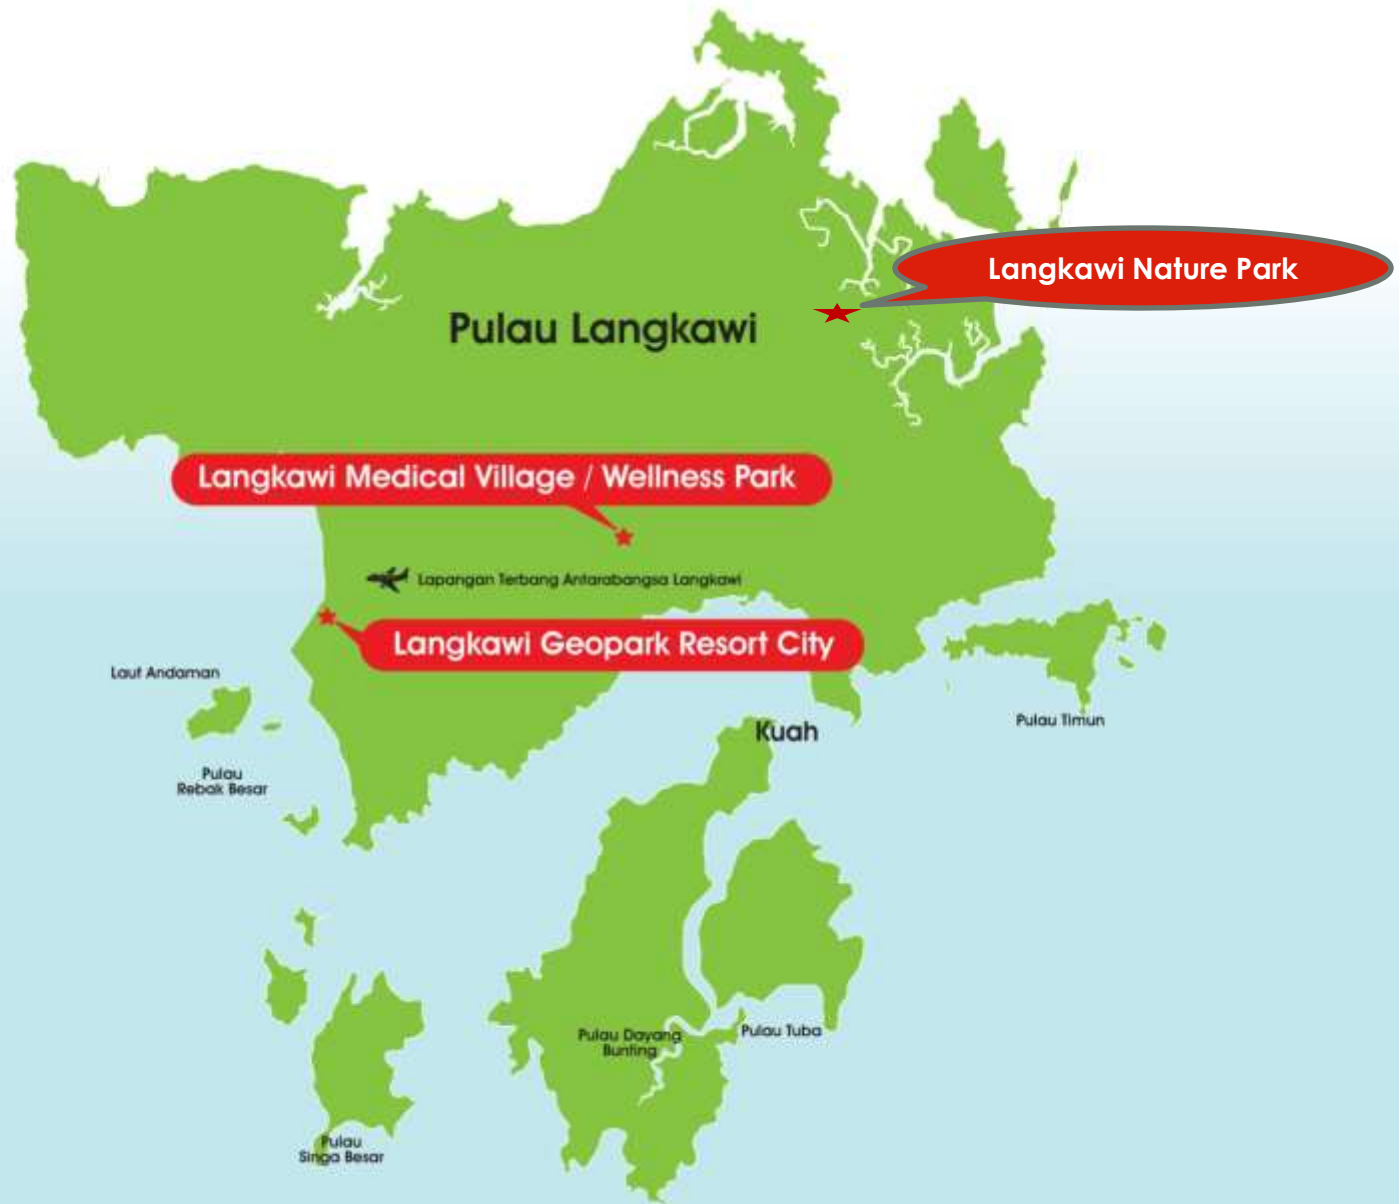 Langkawi Nature Park
Pulau Langkawi
Langkawi Medical Village / Wellness Park
Lapangan Terbang Antarabangsa Langkawi
Langkawi Geopark Resort City
Laut Andaman
Pulau Timun
Kuah
Pulau
Rebak Besar
Pulau Dayang
Bunting
Pulau Tuba
Pulau
Singa Besar